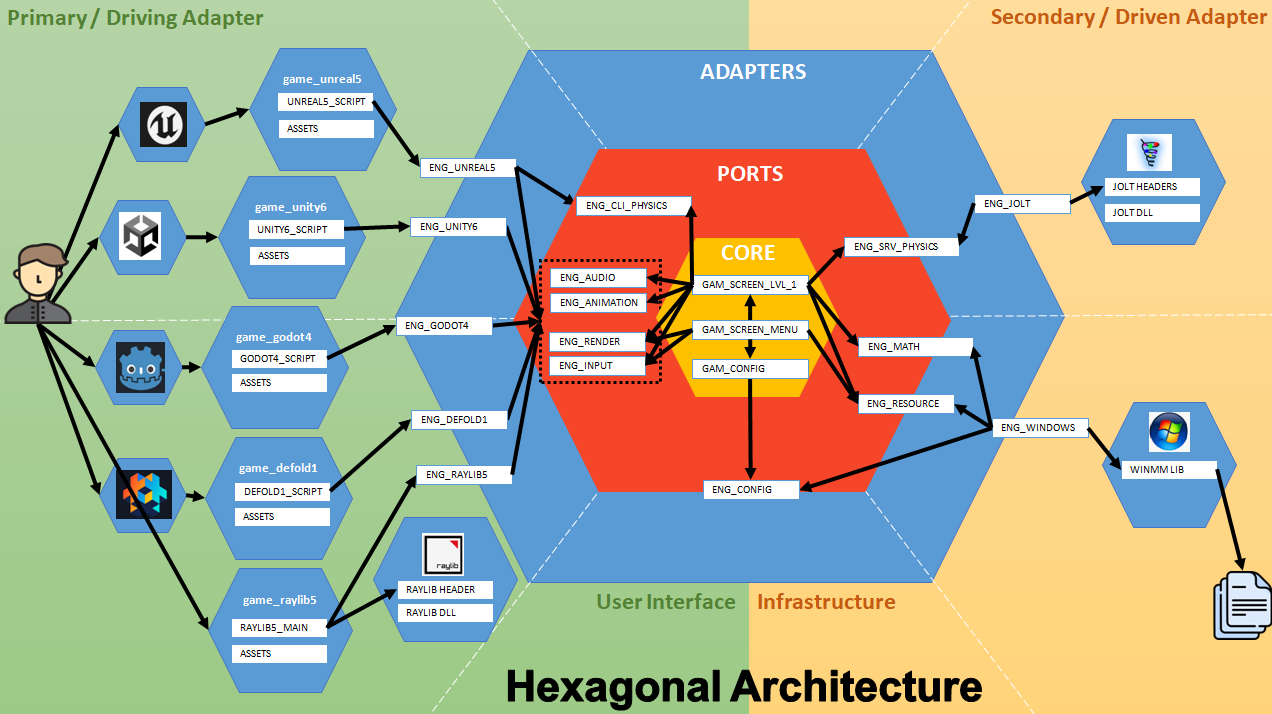 Primary / Driving Adapter
Secondary / Driven Adapter
ADAPTERS
PORTS
CORE
game_unreal5
UNREAL5_SCRIPT
ASSETS
game_unity6
UNITY6_SCRIPT
ASSETS
game_godot4
GODOT4_SCRIPT
ASSETS
game_defold1
DEFOLD1_SCRIPT
ASSETS
game_raylib5
RAYLIB5_MAIN
ASSETS
raylib
RAYLIB HEADER
RAYLIB DLL
ENG_UNREAL5
ENG_UNITY6
ENG_GODOT4
ENG_DEFOLD1
ENG_RAYLIB5
ENG_CLI_PHYSICS
ENG_AUDIO
ENG_ANIMATION
ENG_RENDER
ENG_INPUT
GAM_SCREEN_LVL_1
GAM_SCREEN_MENU
GAM_CONFIG
ENG_CONFIG
ENG_SRV_PHYSICS
ENG_MATH
ENG_RESOURCE
ENG_JOLT
ENG_WINDOWS
JOLT HEADERS
JOLT DLL
WINMM LIB
User Interface
Infrastructure
Hexagonal Architecture